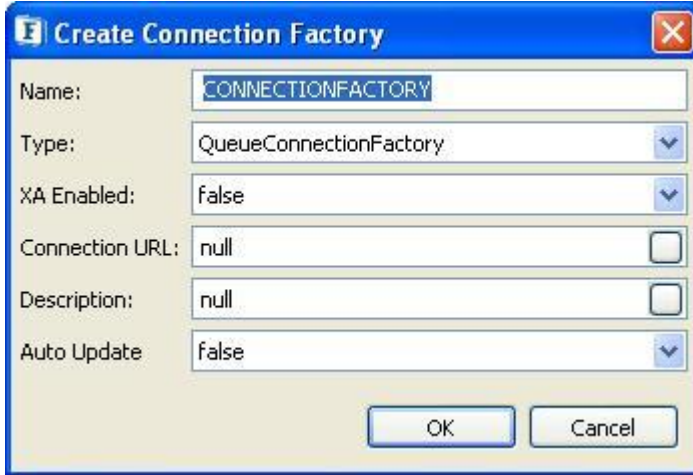 Create Connection Factory
Name: CONNECTIONFACTORY
Type: QueueConnectionFactory
XA Enabled: false
Connection URL: null
Description: null
Auto Update false
OK Cancel